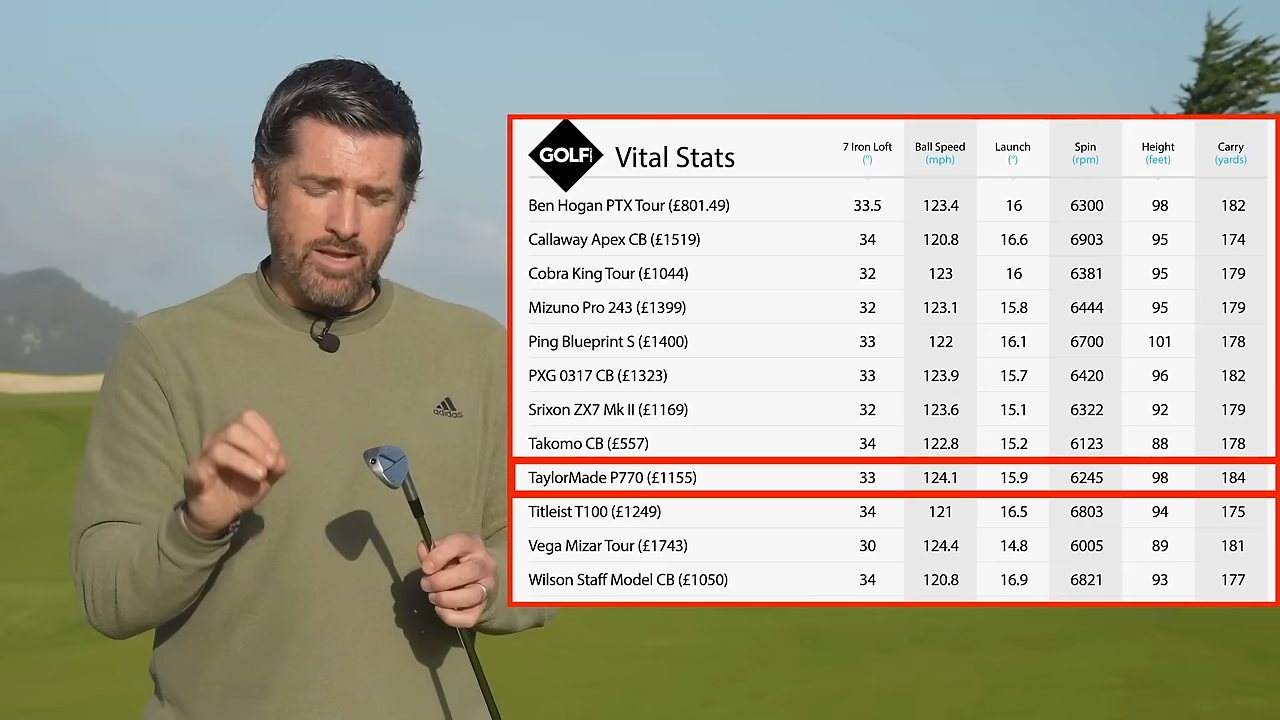 GOLF
Vital Stats
7 Iron Loft (°) Ball Speed (mph) Launch (°) Spin (rpm) Height (feet) Carry (yards)
Ben Hogan PTX Tour (£801.49) 33.5 123.4 16 6300 98 182
Callaway Apex CB (£1519) 34 120.8 16.6 6903 95 174
Cobra King Tour (£1044) 32 123 16 6381 95 179
Mizuno Pro 243 (£1399) 32 123.1 15.8 6444 95 179
Ping Blueprint S (£1400) 33 122 16.1 6700 101 178
PXG 0317 CB (£1323) 33 123.9 15.7 6420 96 182
Srixon ZX7 Mk II (£1169) 32 123.6 15.1 6322 92 179
Takomo CB (£557) 34 122.8 15.2 6123 88 178
TaylorMade P770 (£1155) 33 124.1 15.9 6245 98 184
Titleist T100 (£1249) 34 121 16.5 6803 94 175
Vega Mizar Tour (£1743) 30 124.4 14.8 6005 89 181
Wilson Staff Model CB (£1050) 34 120.8 16.9 6821 93 177
adidas